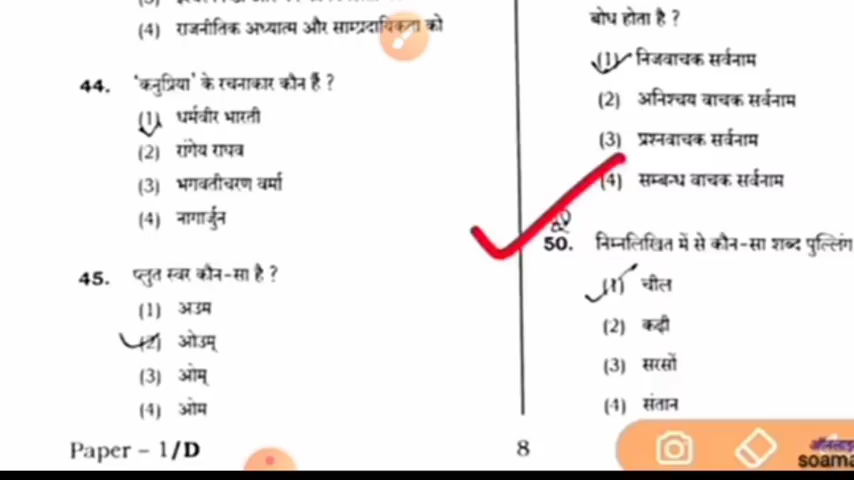 (4) राजनीतिक अध्यात्म और साम्प्रदायिकता को
44. 'कनुप्रिया' के रचनाकार कौन हैं ?
(1) धर्मवीर भारती
(2) रांगेय राघव
(3) भगवतीचरण वर्मा
(4) नागार्जुन
45. प्लुत स्वर कौन-सा है ?
(1) अउम
(2) ओउम्
(3) ओम्
(4) ओम
बोध होता है ?
(1) निजवाचक सर्वनाम
(2) अनिश्चय वाचक सर्वनाम
(3) प्रश्नवाचक सर्वनाम
(4) सम्बन्ध वाचक सर्वनाम
50. निम्नलिखित में से कौन-सा शब्द पुल्लिंग
(1) चील
(2) कढ़ी
(3) सरसों
(4) संतान
Paper – 1/D
8
ऑनलाइ
soama